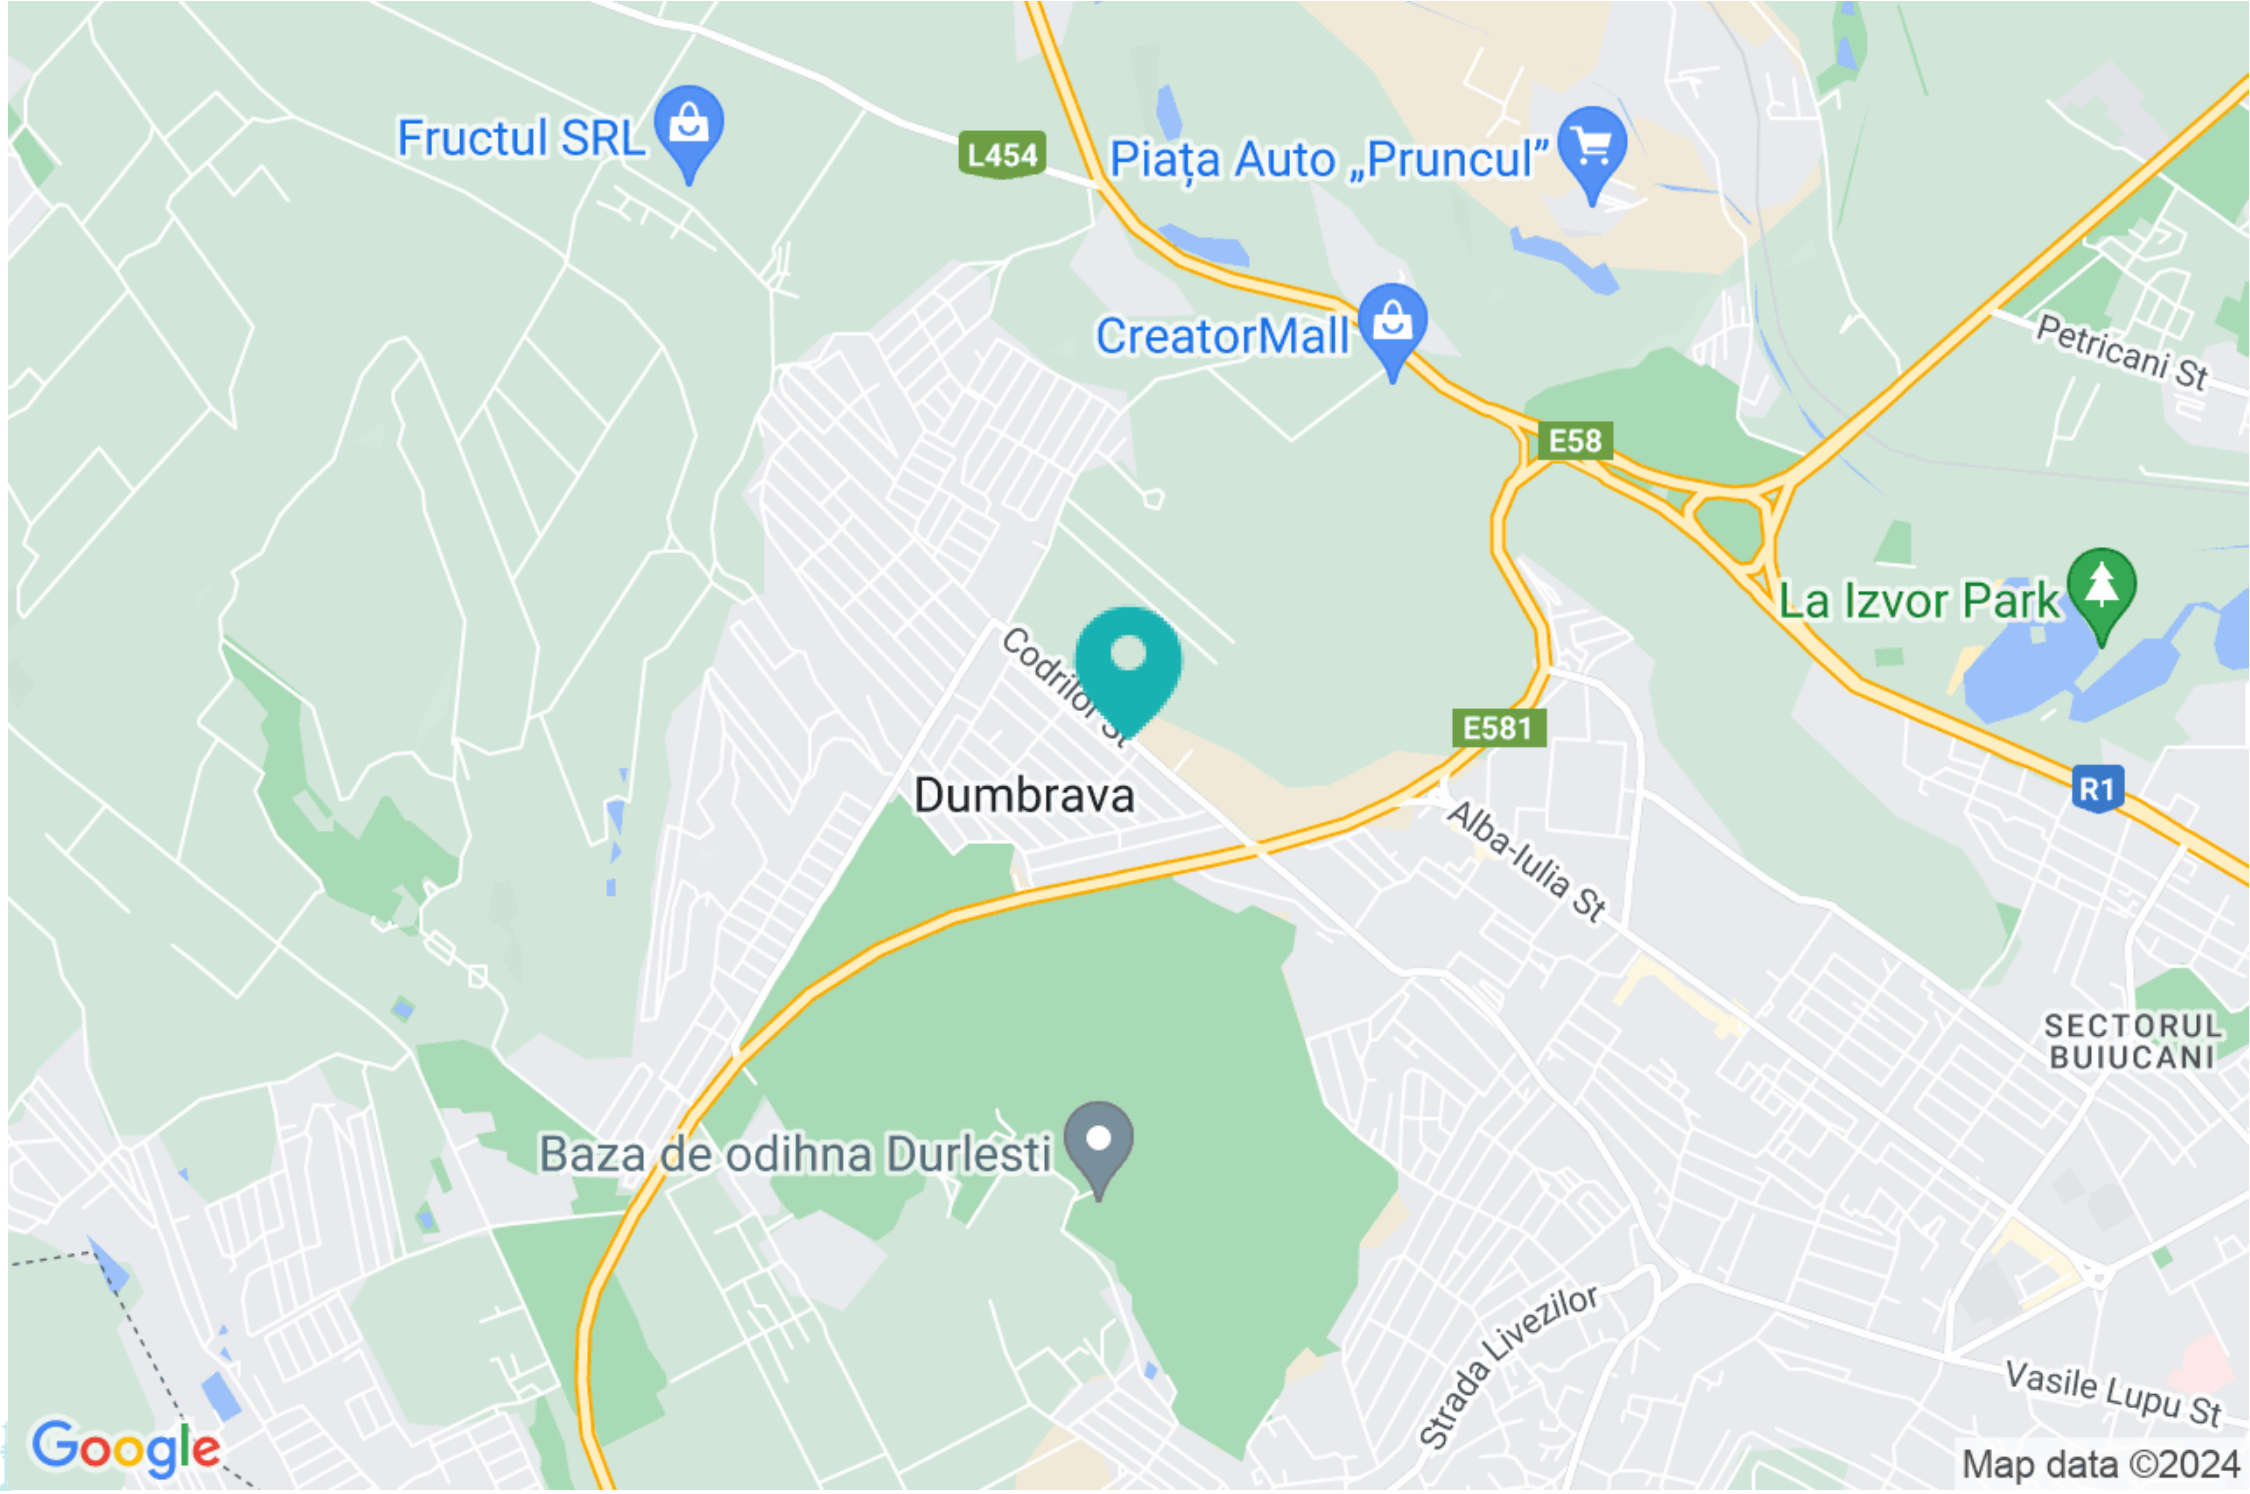 Fructul SRL
L454
Piața Auto „Pruncul”
CreatorMall
Petricani St
E58
La Izvor Park
Codrilor St
E581
R1
Dumbrava
Alba-Iulia St
SECTORUL
BUIUCANI
Baza de odihna Durlesti
Strada Livezilor
Vasile Lupu St
Google
Map data ©2024